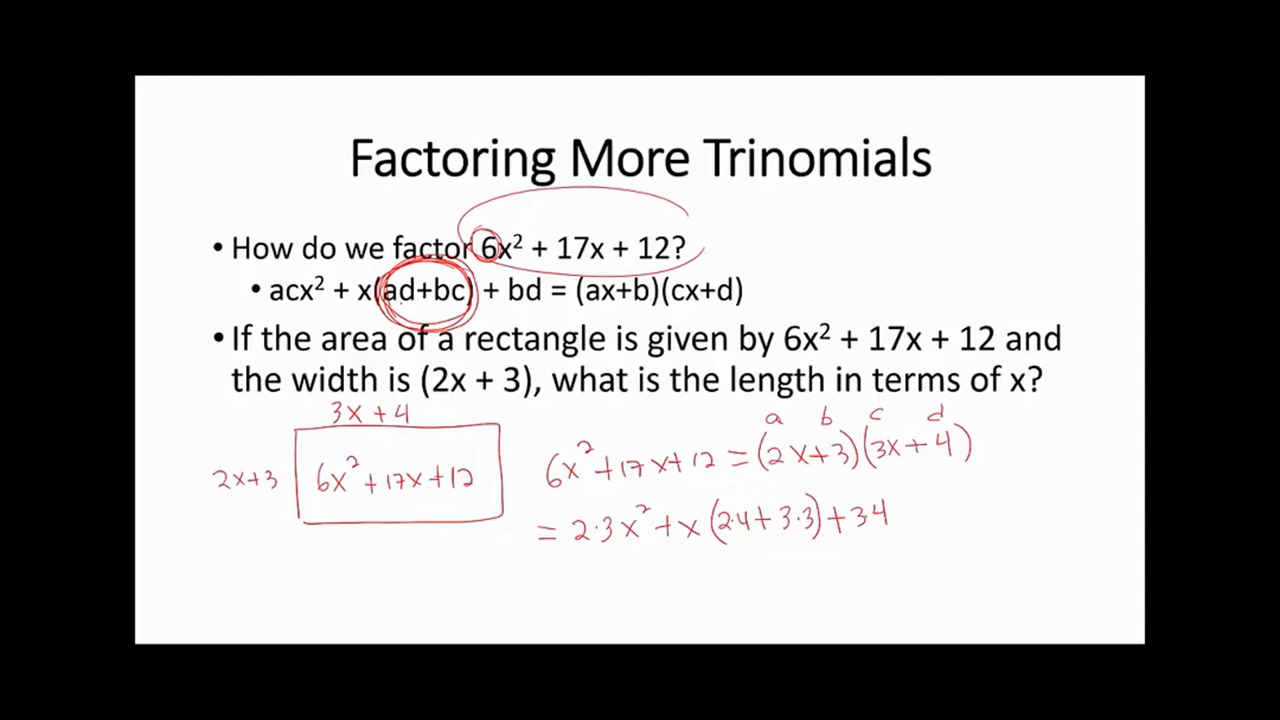 Factoring More Trinomials
• How do we factor 6x² + 17x + 12?
• acx² + x(ad+bc) + bd = (ax+b)(cx+d)
• If the area of a rectangle is given by 6x² + 17x + 12 and
the width is (2x + 3), what is the length in terms of x?
3x + 4
2x+3
6x² + 17x + 12
a b c d
6x² + 17x + 12 = (2x+3)(3x+4)
= 2·3x² + x(2·4 + 3·3) + 3·4